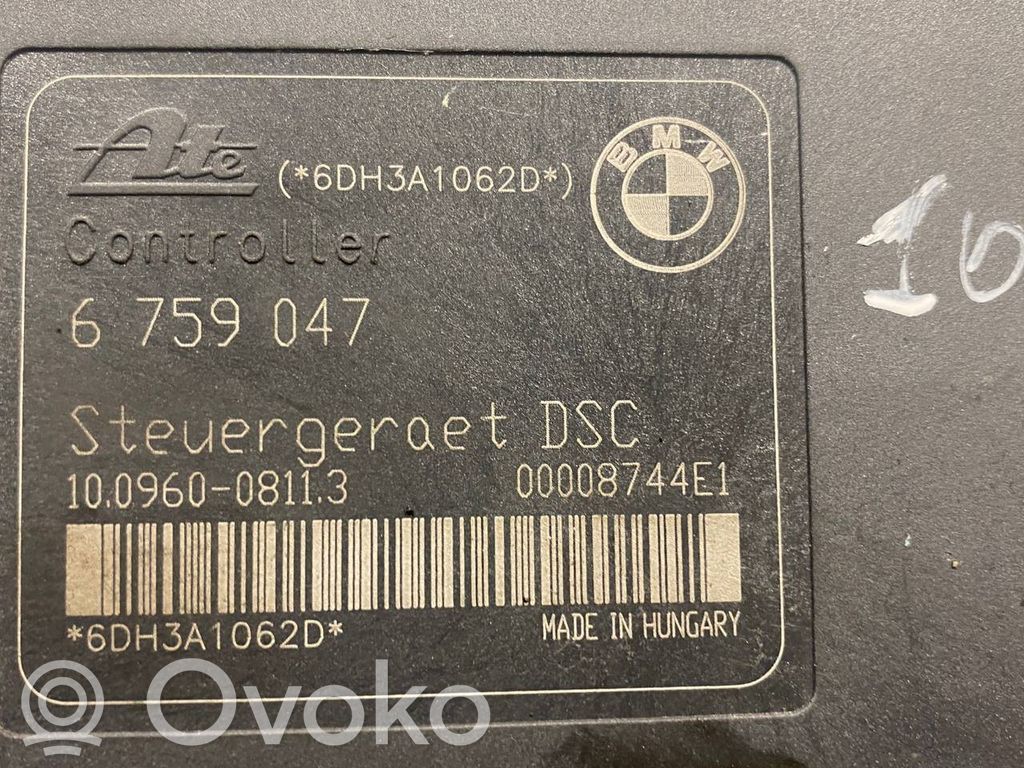 Ate
(*6DH3A1062D*)
BMW
Controller
6 759 047
Steuergeraet DSC
10.0960-0811.3 00008744E1
*6DH3A1062D* MADE IN HUNGARY
Ovoko